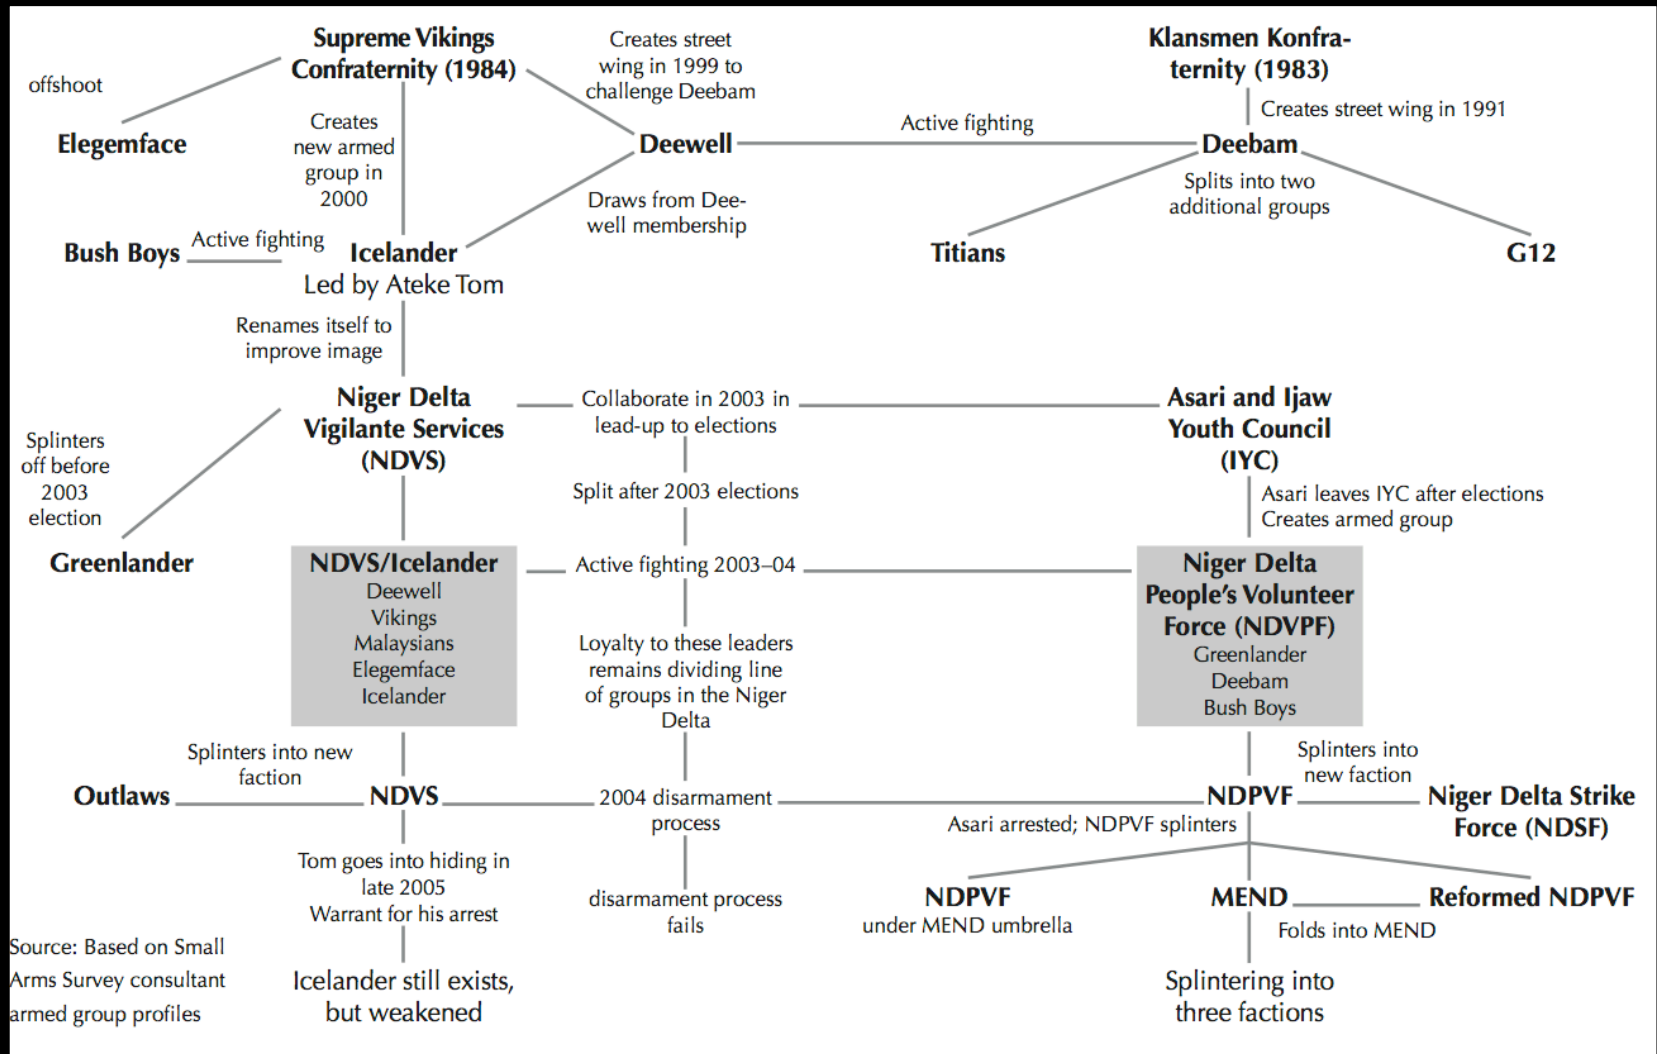 Supreme Vikings
Confraternity (1984)
Creates street
wing in 1999 to
challenge Deebam
Klansmen Konfra-
ternity (1983)
offshoot
Creates street wing in 1991
Elegemface
Creates
new armed
group in
2000
Deewell
Active fighting
Deebam
Draws from Dee-
well membership
Splits into two
additional groups
Bush Boys
Active fighting
Icelander
Led by Ateke Tom
Titians
G12
Renames itself to
improve image
Niger Delta
Vigilante Services
(NDVS)
Collaborate in 2003 in
lead-up to elections
Asari and Ijaw
Youth Council
(IYC)
Splinters
off before
2003
election
Split after 2003 elections
Asari leaves IYC after elections
Creates armed group
Greenlander
NDVS/Icelander
Deewell
Vikings
Malaysians
Elegemface
Icelander
Active fighting 2003–04
Niger Delta
People's Volunteer
Force (NDVPF)
Greenlander
Deebam
Bush Boys
Loyalty to these leaders
remains dividing line
of groups in the Niger
Delta
Splinters into new
faction
Splinters into
new faction
Outlaws
NDVS
2004 disarmament
process
NDPVF
Niger Delta Strike
Force (NDSF)
Asari arrested; NDPVF splinters
Tom goes into hiding in
late 2005
Warrant for his arrest
disarmament process
fails
NDPVF
under MEND umbrella
MEND
Reformed NDPVF
Folds into MEND
Source: Based on Small
Arms Survey consultant
armed group profiles
Icelander still exists,
but weakened
Splintering into
three factions